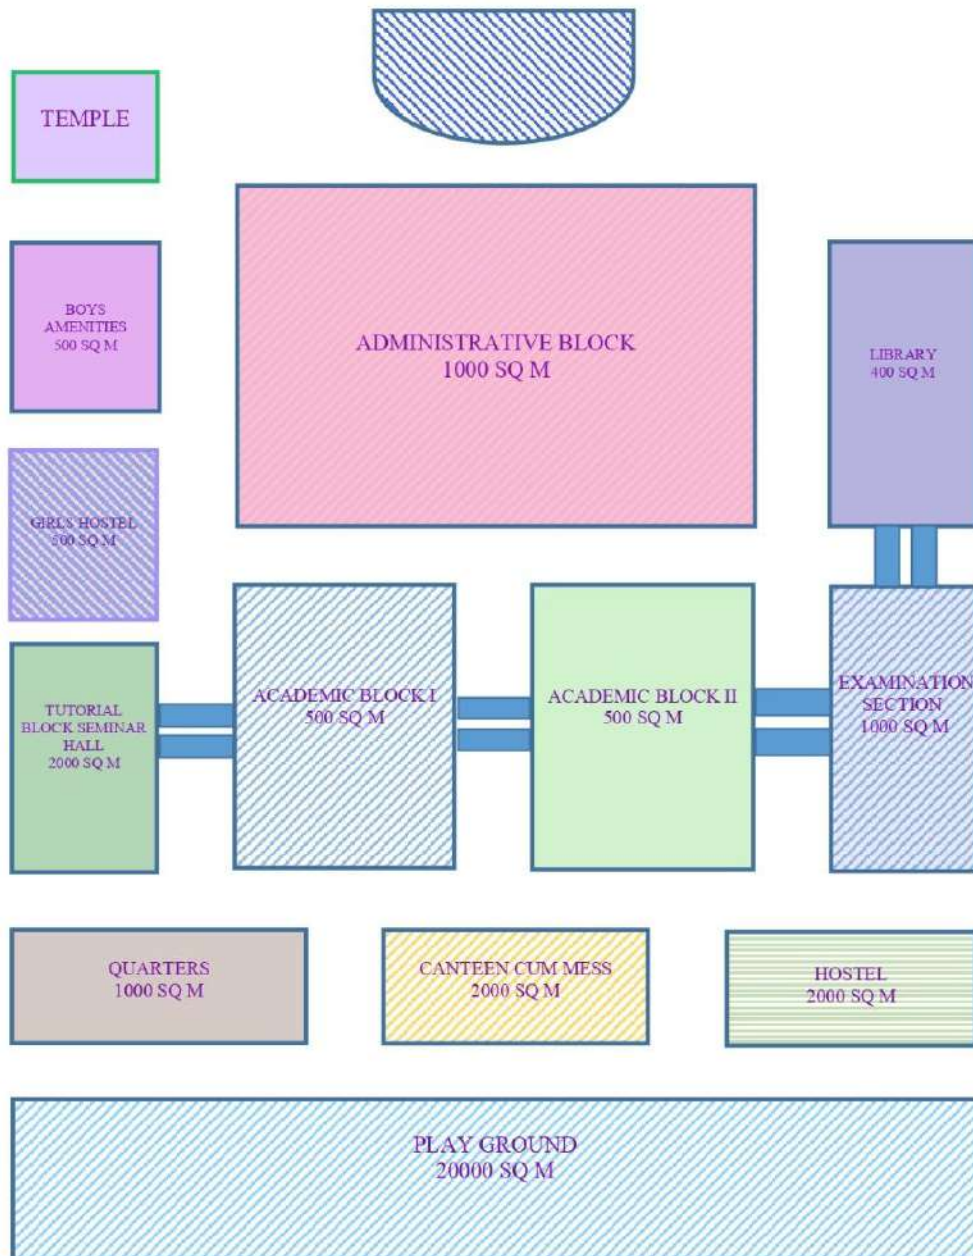 TEMPLE
BOYS
AMENITIES
500 SQ M
ADMINISTRATIVE BLOCK
1000 SQ M
LIBRARY
400 SQ M
GIRLS HOSTEL
500 SQ M
TUTORIAL
BLOCK SEMINAR
HALL
2000 SQ M
ACADEMIC BLOCK I
500 SQ M
ACADEMIC BLOCK II
500 SQ M
EXAMINATION
SECTION
1000 SQ M
QUARTERS
1000 SQ M
CANTEEN CUM MESS
2000 SQ M
HOSTEL
2000 SQ M
PLAY GROUND
20000 SQ M